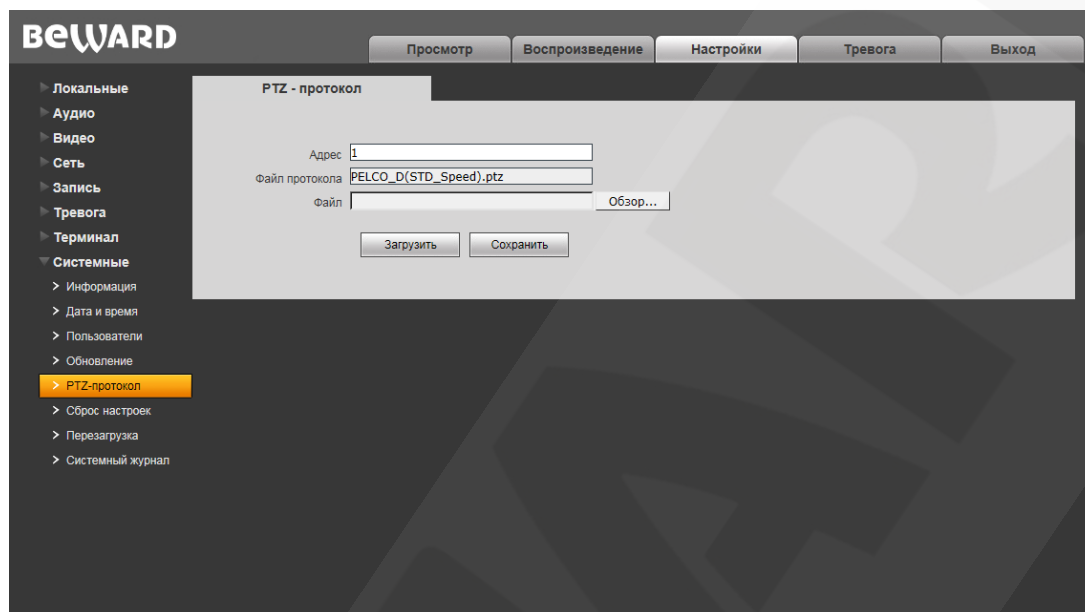 BEWARD
Просмотр Воспроизведение Настройки Тревога Выход
Локальные
Аудио
Видео
Сеть
Запись
Тревога
Терминал
Системные
Информация
Дата и время
Пользователи
Обновление
PTZ-протокол
Сброс настроек
Перезагрузка
Системный журнал
PTZ - протокол
Адрес 1
Файл протокола PELCO_D(STD_Speed).ptz
Файл Обзор...
Загрузить Сохранить